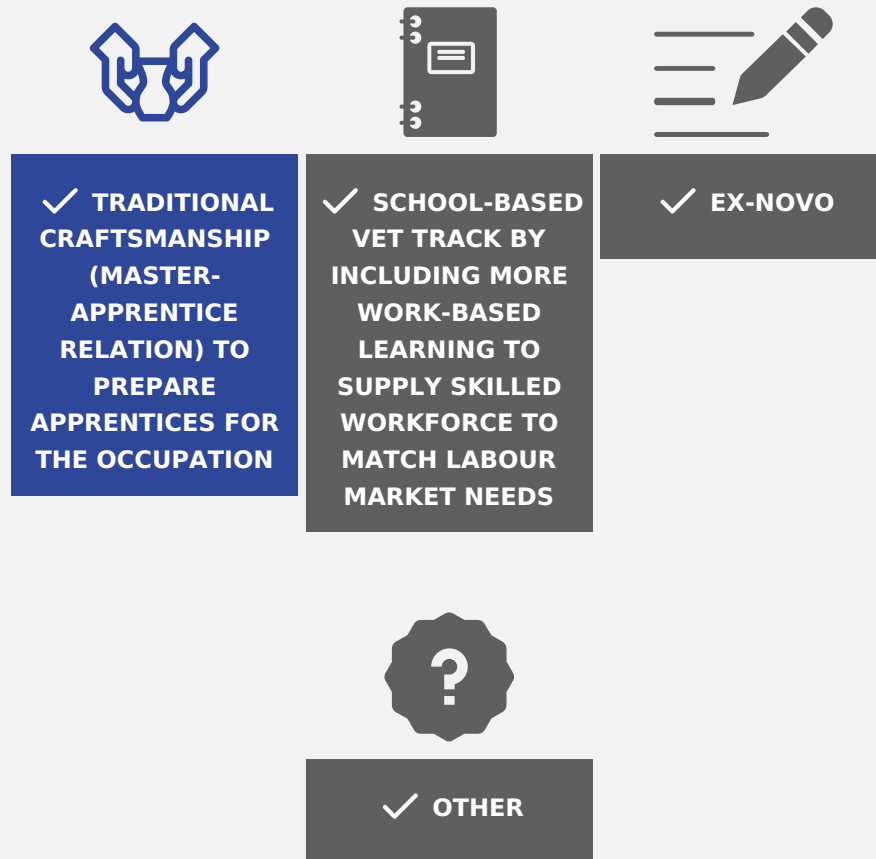 TRADITIONAL
CRAFTSMANSHIP
(MASTER-
APPRENTICE
RELATION) TO
PREPARE
APPRENTICES FOR
THE OCCUPATION
SCHOOL-BASED
VET TRACK BY
INCLUDING MORE
WORK-BASED
LEARNING TO
SUPPLY SKILLED
WORKFORCE TO
MATCH LABOUR
MARKET NEEDS
EX-NOVO
?
OTHER